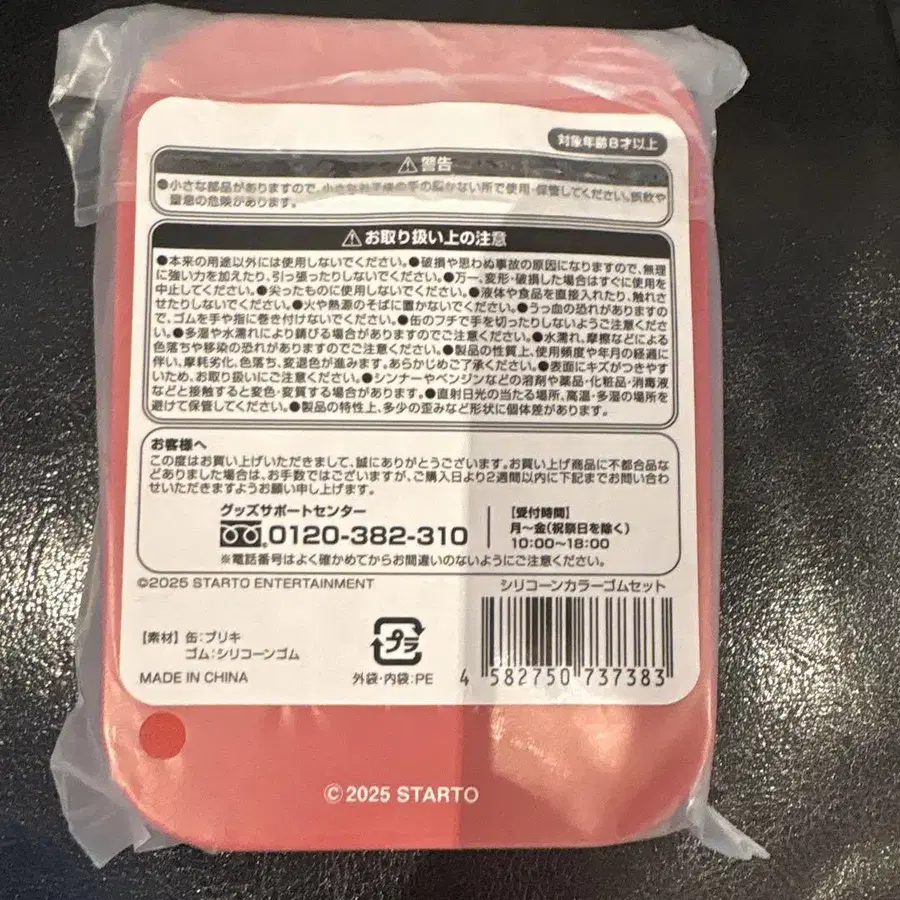 対象年齢8才以上
⚠警告
●小さな部品がありますので、小さなお子様の手の届かない所で使用・保管してください。誤飲や
窒息の危険があります。
⚠お取り扱い上の注意
●本来の用途以外には使用しないでください。●破損や思わぬ事故の原因になりますので、無理
に強い力を加えたり、引っ張ったりしないでください。●万一、変形・破損した場合はすぐに使用を
中止してください。●尖ったものに使用しないでください。●液体や食品を直接入れたり、触れさ
せたりしないでください。●火や熱源のそばに置かないでください。●うっ血の恐れがありますの
で、ゴムを手や指に巻き付けないでください。●缶のフチで手を切ったりしないようご注意くださ
い。●多湿や水濡れにより錆びる場合がありますのでご注意ください。●水濡れ、摩擦などによる
色落ちや移染の恐れがありますのでご注意ください。●製品の性質上、使用頻度や年月の経過に
伴い、摩耗劣化、色落ち、変退色が進みます。あらかじめご了承ください。●表面にキズがつきやす
いため、お取り扱いにご注意ください。●シンナーやベンジンなどの溶剤や薬品・化粧品・消毒液
などと接触すると変色・変質する場合があります。●直射日光の当たる場所、高温・多湿の場所を
避けて保管してください。●製品の特性上、多少の歪みなど形状に個体差があります。
お客様へ
この度はお買い上げいただきまして、誠にありがとうございます。お買い上げ商品に不都合品な
どありました場合は、お手数ではございますが、ご購入日より2週間以内に下記までお問い合わ
せいただきますようお願い申し上げます。
グッズサポートセンター
0120-382-310
【受付時間】
月～金(祝祭日を除く)
10:00～18:00
※電話番号はよく確かめてからお間違いのないようにご注意ください。
©2025 STARTO ENTERTAINMENT
シリコーンカラーゴムセット
【素材】缶:ブリキ
ゴム:シリコーンゴム
MADE IN CHINA
プラ
外袋・内袋:PE
4 582750 737383
©2025 STARTO